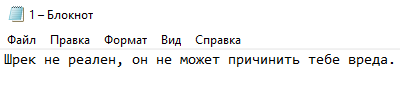 1 – Блокнот
Файл Правка Формат Вид Справка
Шрек не реален, он не может причинить тебе вреда.